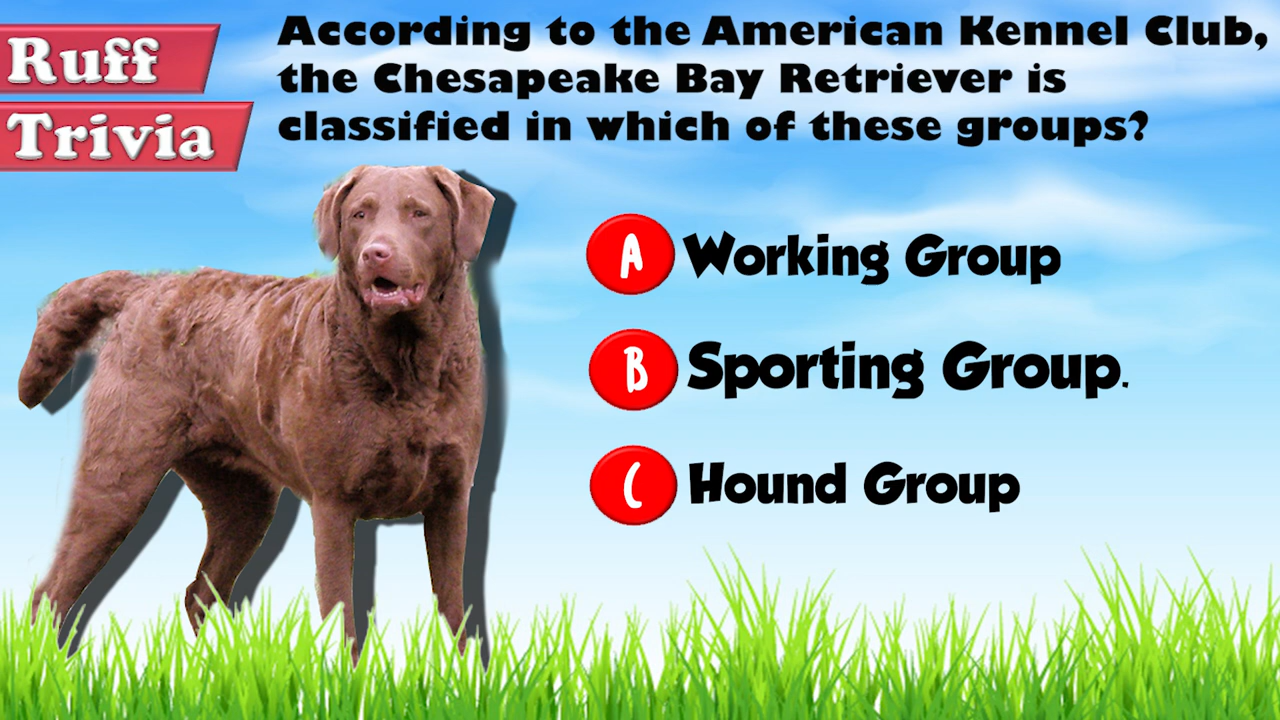 Ruff
Trivia
According to the American Kennel Club,
the Chesapeake Bay Retriever is
classified in which of these groups?
A Working Group
B Sporting Group.
C Hound Group